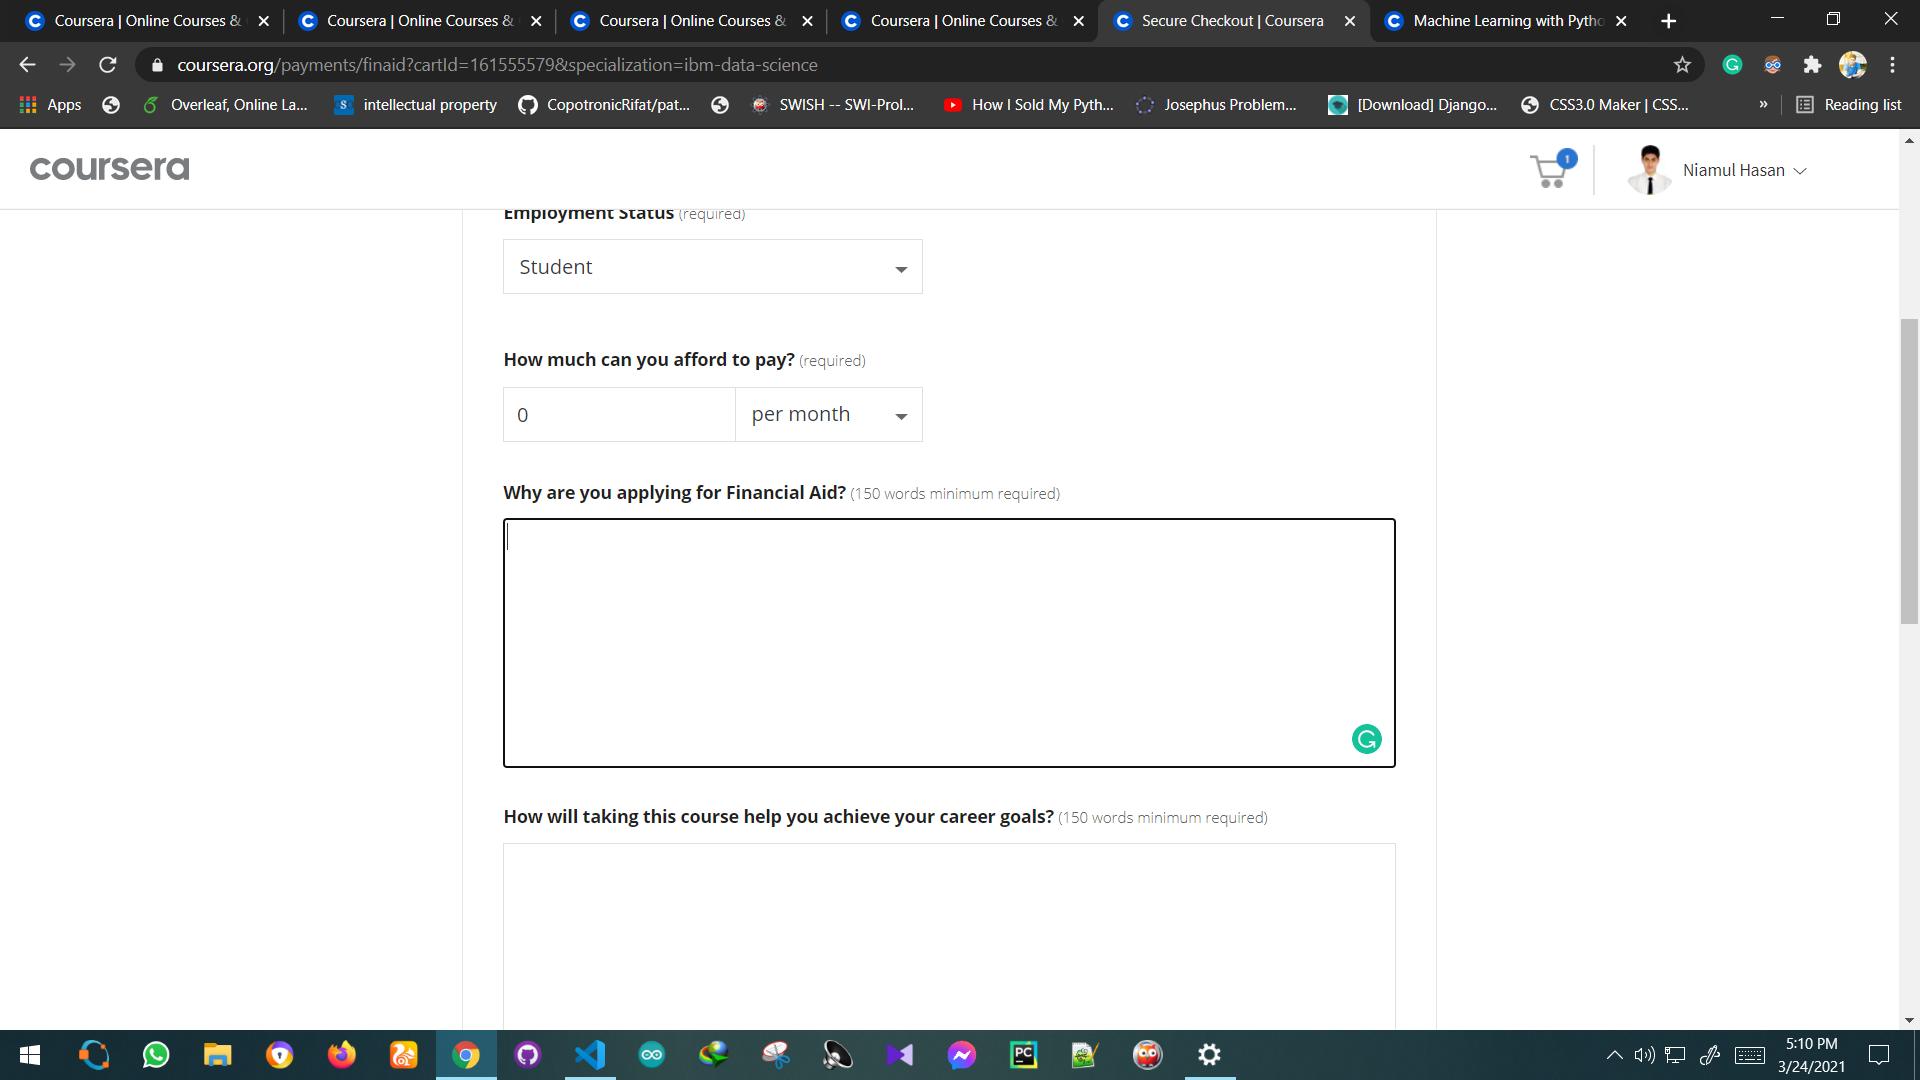 Coursera | Online Courses &
Coursera | Online Courses &
Coursera | Online Courses &
Coursera | Online Courses &
Secure Checkout | Coursera
Machine Learning with Pytho
coursera.org/payments/finaid?cartId=161555579&specialization=ibm-data-science
Apps
Overleaf, Online La...
S
intellectual property
CopotronicRifat/pat...
SWISH -- SWI-Prol...
How I Sold My Pyth...
Josephus Problem...
[Download] Django...
CSS3.0 Maker | CSS...
»
Reading list
coursera
1
Niamul Hasan
Employment Status (required)
Student
How much can you afford to pay? (required)
0
per month
Why are you applying for Financial Aid? (150 words minimum required)
How will taking this course help you achieve your career goals? (150 words minimum required)
PC
5:10 PM
3/24/2021